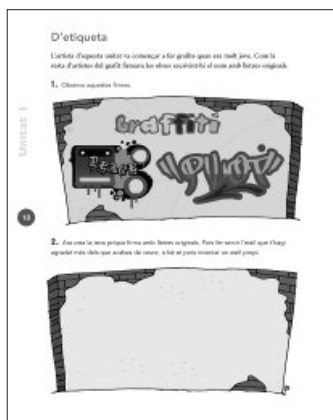 D'etiqueta
L'artista d'aquesta unitat va començar a fer grafits quan era molt jove. Com la
resta d'artistes del grafit firmava les obres escrivint-hi el nom amb lletres originals.
1. Observa aquestes firmes.
Unitat 1
Graffiti
10
2. Ara crea la teva pròpia firma amb lletres originals. Pots fer servir l'estil que t'hagi
agradat més dels que acabes de veure, o bé et pots inventar un estil propi.